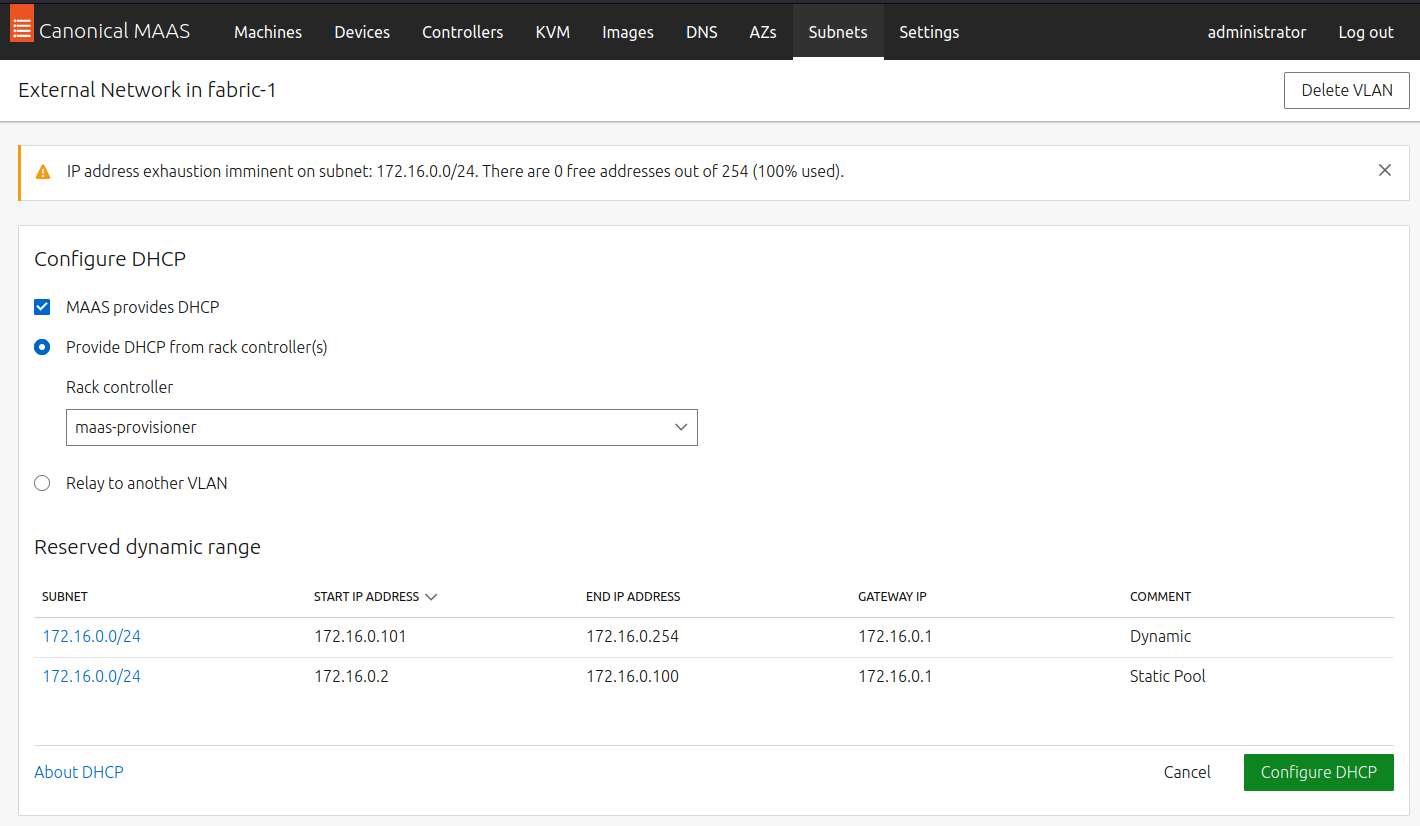 Canonical MAAS Machines Devices Controllers KVM Images DNS AZs Subnets Settings administrator Log out
External Network in fabric-1 Delete VLAN
IP address exhaustion imminent on subnet: 172.16.0.0/24. There are 0 free addresses out of 254 (100% used).
Configure DHCP
MAAS provides DHCP
Provide DHCP from rack controller(s)
Rack controller
maas-provisioner
Relay to another VLAN
Reserved dynamic range
SUBNET START IP ADDRESS END IP ADDRESS GATEWAY IP COMMENT
172.16.0.0/24 172.16.0.101 172.16.0.254 172.16.0.1 Dynamic
172.16.0.0/24 172.16.0.2 172.16.0.100 172.16.0.1 Static Pool
About DHCP Cancel Configure DHCP